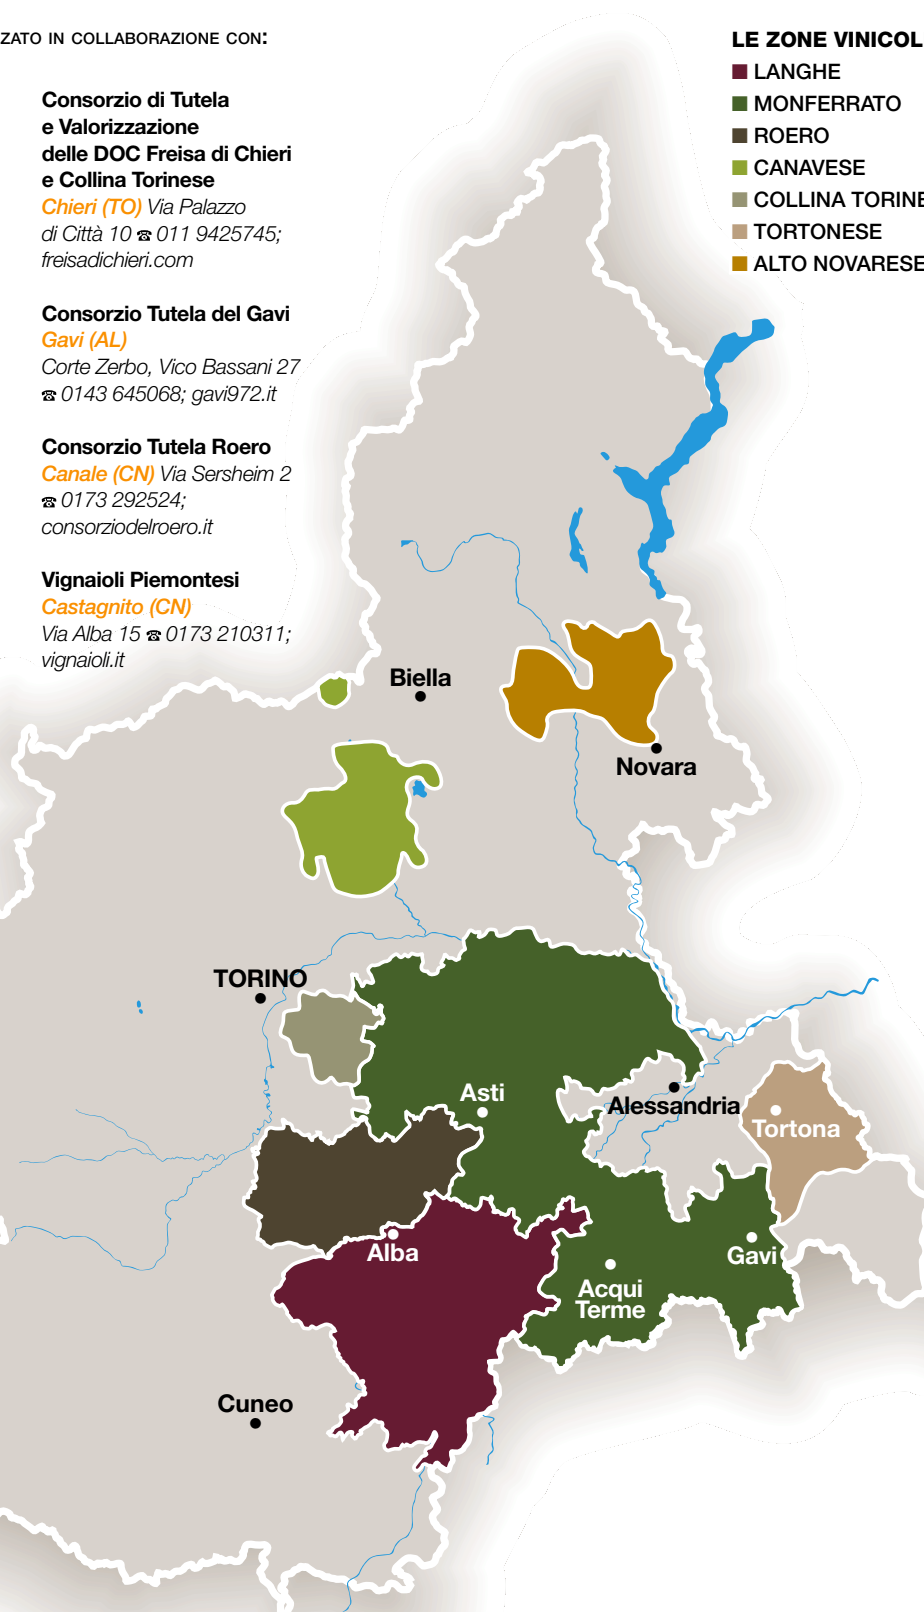 ZATO IN COLLABORAZIONE CON:
Consorzio di Tutela
e Valorizzazione
delle DOC Freisa di Chieri
e Collina Torinese
Chieri (TO) Via Palazzo
di Città 10 ☎ 011 9425745;
freisadichieri.com
Consorzio Tutela del Gavi
Gavi (AL)
Corte Zerbo, Vico Bassani 27
☎ 0143 645068; gavi972.it
Consorzio Tutela Roero
Canale (CN) Via Sersheim 2
☎ 0173 292524;
consorziodelroero.it
Vignaioli Piemontesi
Castagnito (CN)
Via Alba 15 ☎ 0173 210311;
vignaioli.it
LE ZONE VINICOL
LANGHE
MONFERRATO
ROERO
CANAVESE
COLLINA TORINE
TORTONESE
ALTO NOVARESE
Biella
Novara
TORINO
Asti
Alessandria
Tortona
Alba
Gavi
Acqui
Terme
Cuneo